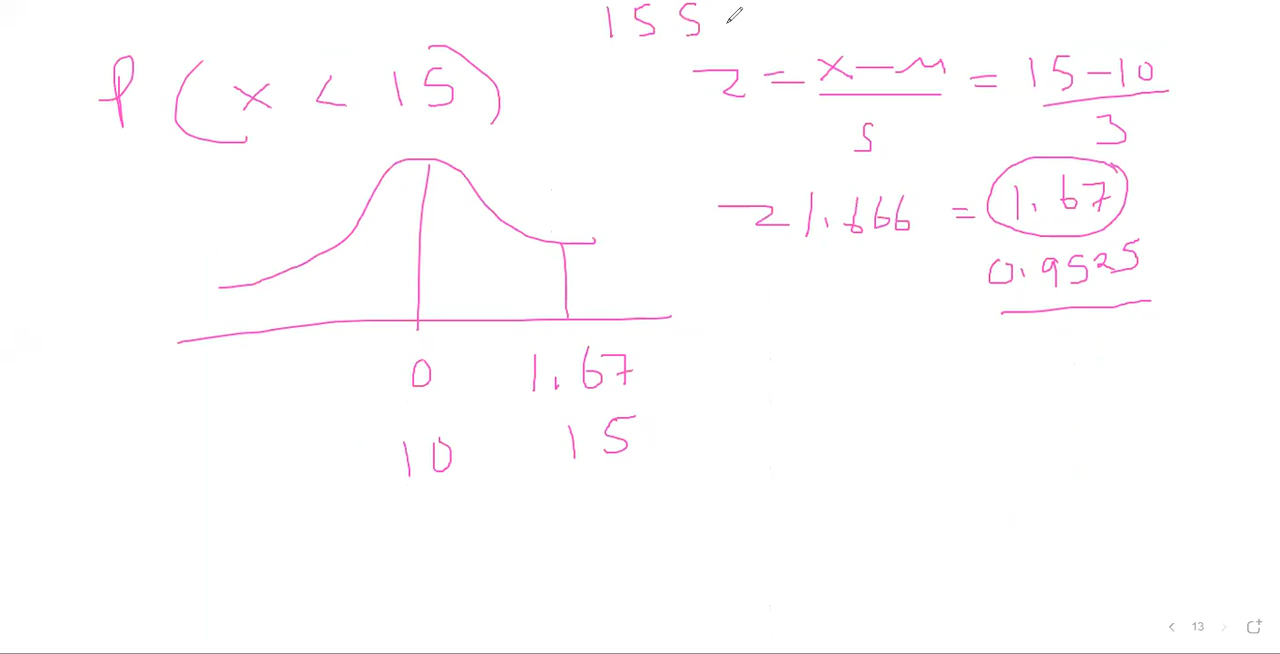 155
P(x < 15)
z = x - μ / s = 15 - 10 / 3
z 1.666 = 1.67
0.9525
0 1.67
10 15
13